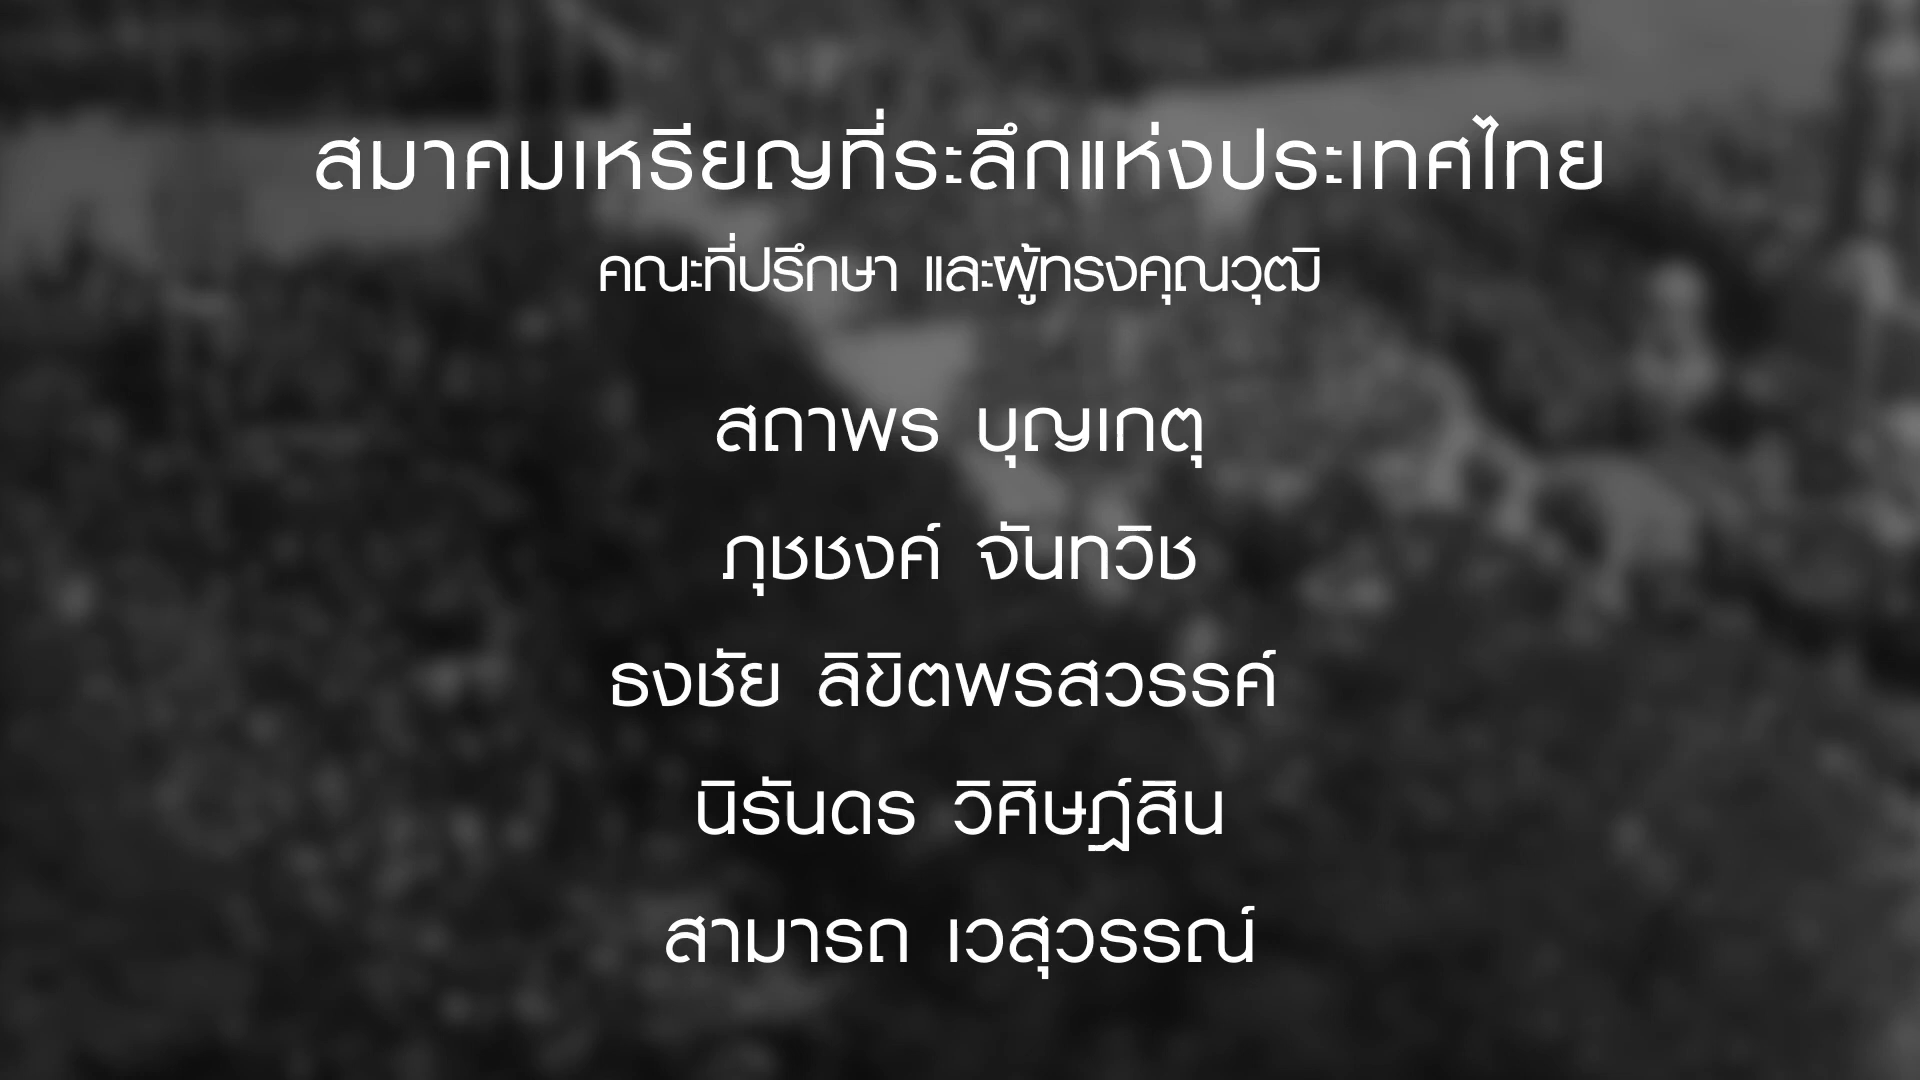 สมาคมเหรียญที่ระลึกแห่งประเทศไทย
คณะที่ปรึกษา และผู้ทรงคุณวุฒิ
สถาพร บุญเกตุ
ภุชชงค์ จันทวิช
ธงชัย ลิขิตพรสวรรค์
นิรันดร วิศิษฎ์สิน
สามารถ เวสุวรรณ์